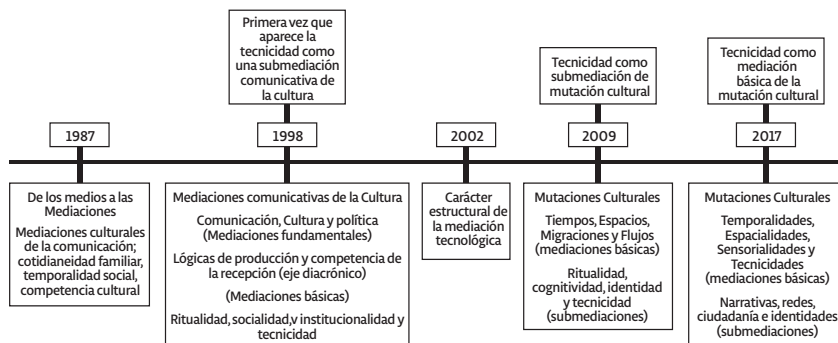 Primera vez que
aparece la
tecnicidad como
una submediación
comunicativa de
la cultura
Tecnicidad como
submediación de
mutación cultural
Tecnicidad como
mediación
básica de la
mutación cultural
1987
1998
2002
2009
2017
De los medios a las
Mediaciones
Mediaciones culturales
de la comunicación;
cotidianeidad familiar,
temporalidad social,
competencia cultural
Mediaciones comunicativas de la Cultura
Comunicación, Cultura y política
(Mediaciones fundamentales)
Lógicas de producción y competencia de
la recepción (eje diacrónico)
(Mediaciones básicas)
Ritualidad, socialidad,v institucionalidad y
tecnicidad
Carácter
estructural de
la mediación
tecnológica
Mutaciones Culturales
Tiempos, Espacios,
Migraciones y Flujos
(mediaciones básicas)
Ritualidad,
cognitividad, identidad
y tecnicidad
(submediaciones)
Mutaciones Culturales
Temporalidades,
Espacialidades,
Sensorialidades y
Tecnicidades
(mediaciones básicas)
Narrativas, redes,
ciudadanía e identidades
(submediaciones)